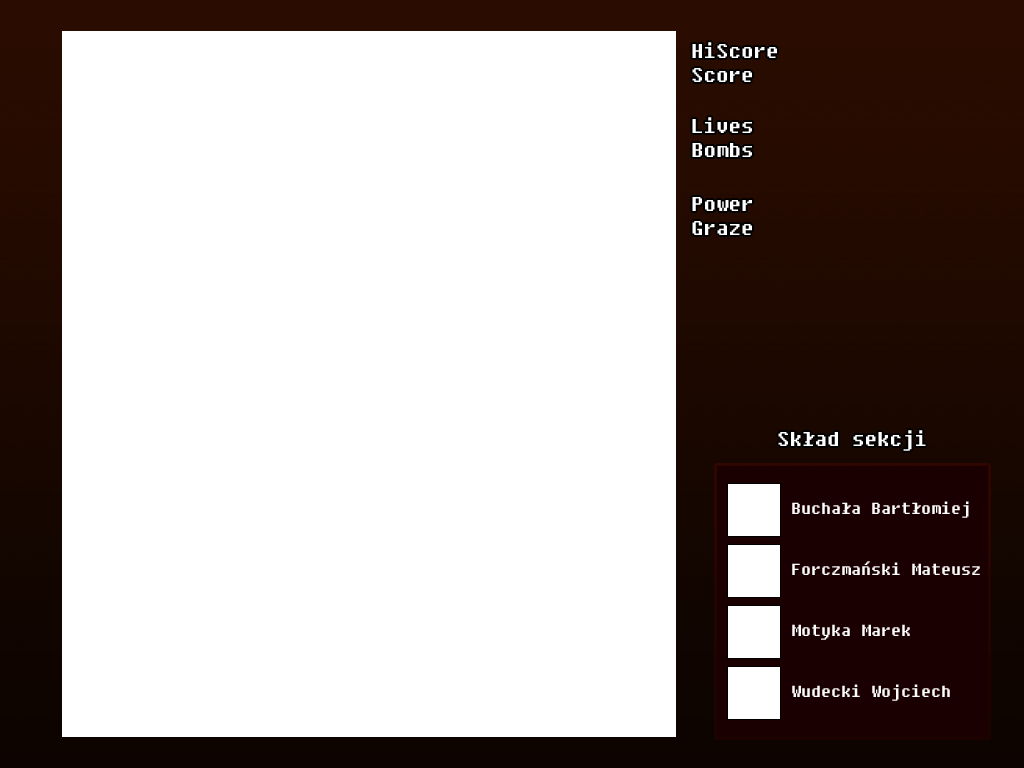 HiScore
Score
Lives
Bombs
Power
Graze
Skład sekcji
Buchała Bartłomiej
Forczmański Mateusz
Motyka Marek
Wudecki Wojciech